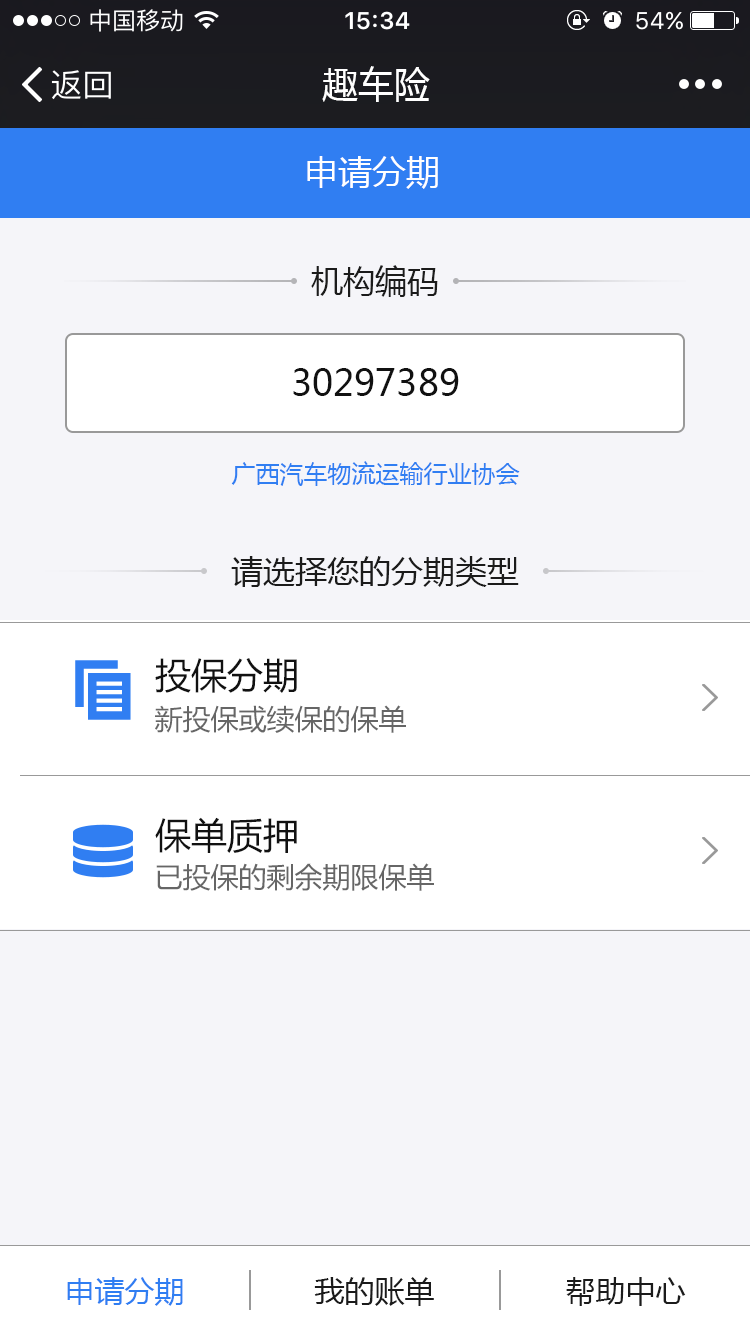 中国移动 15:34 54%
返回 趣车险
申请分期
机构编码
30297389
广西汽车物流运输行业协会
请选择您的分期类型
投保分期
新投保或续保的保单
保单质押
已投保的剩余期限保单
申请分期 我的账单 帮助中心